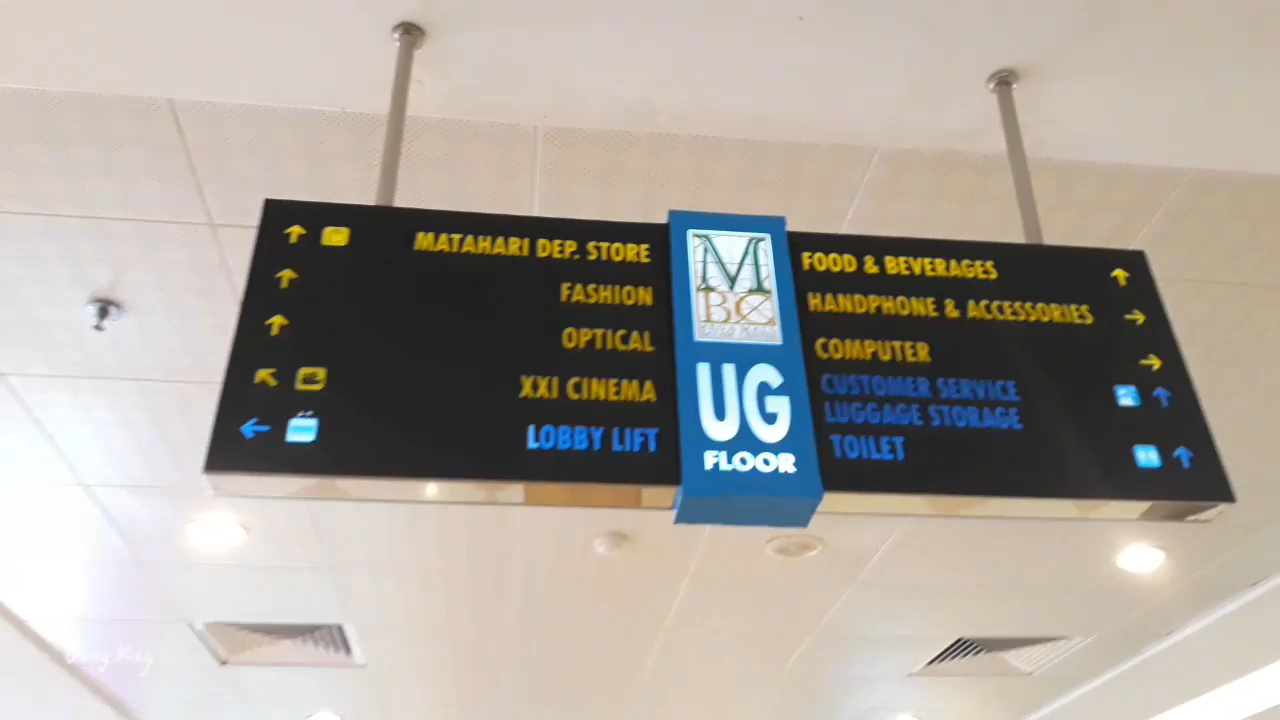 MATAHARI DEP. STORE
FASHION
OPTICAL
XXI CINEMA
LOBBY LIFT
M
BC
UG
FLOOR
FOOD & BEVERAGES
HANDPHONE & ACCESSORIES
COMPUTER
CUSTOMER SERVICE
LUGGAGE STORAGE
TOILET